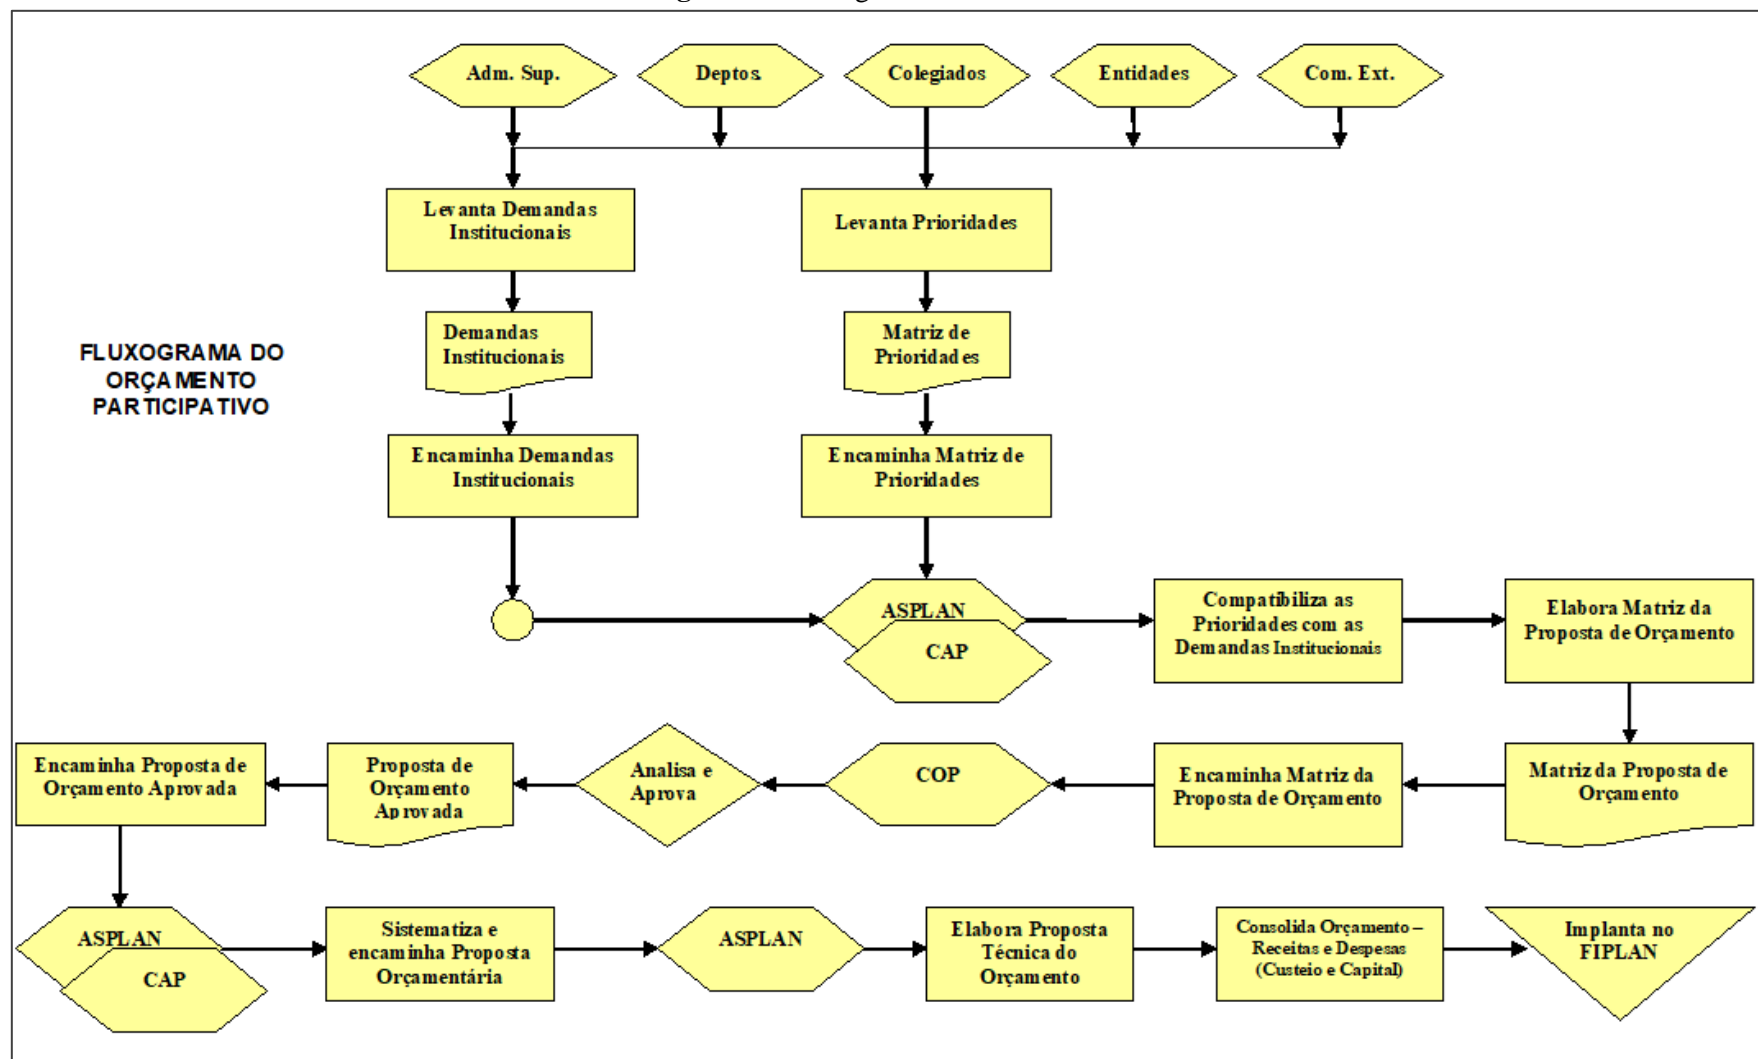 Adm. Sup.
Deptos.
Colegiados
Entidades
Com. Ext.
Levanta Demandas
Institucionais
Levanta Prioridades
Demandas
Institucionais
Matriz de
Prioridades
FLUXOGRAMA DO
ORÇAMENTO
PARTICIPATIVO
Encaminha Demandas
Institucionais
Encaminha Matriz de
Prioridades
ASPLAN
CAP
Compatibiliza as
Prioridades com as
Demandas Institucionais
Elabora Matriz da
Proposta de Orçamento
Matriz da Proposta de
Orçamento
Encaminha Matriz da
Proposta de Orçamento
COP
Analisa e
Aprova
Proposta de
Orçamento
Aprovada
Encaminha Proposta de
Orçamento Aprovada
ASPLAN
CAP
Sistematiza e
encaminha Proposta
Orçamentária
ASPLAN
Elabora Proposta
Técnica do
Orçamento
Consolida Orçamento –
Receitas e Despesas
(Custeio e Capital)
Implanta no
FIPLAN